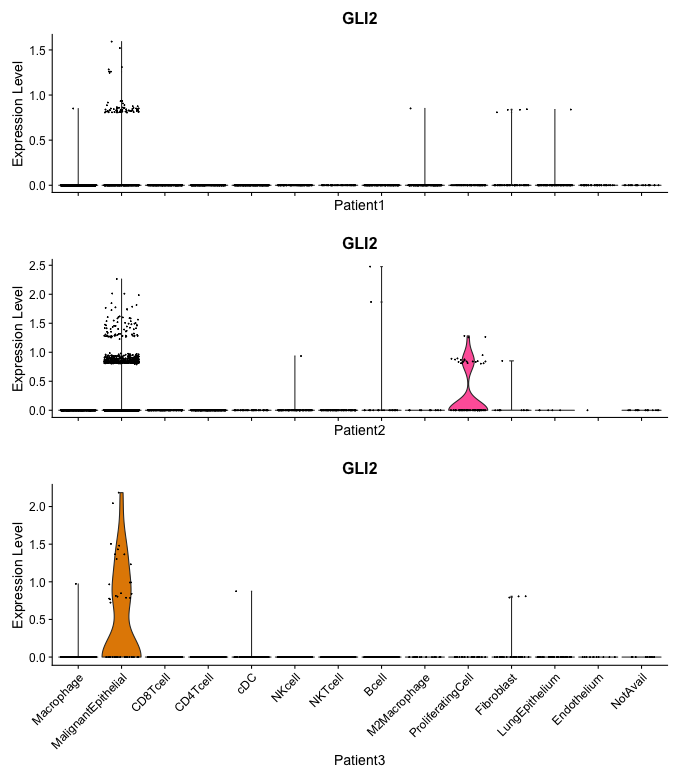 GLI2
Expression Level
1.5
1.0
0.5
0.0
Patient1
GLI2
Expression Level
2.5
2.0
1.5
1.0
0.5
0.0
Patient2
GLI2
Expression Level
2.0
1.5
1.0
0.5
0.0
Macrophage
MalignantEpithelial
CD8Tcell
CD4Tcell
cDC
NKcell
NKTcell
Bcell
M2Macrophage
ProliferatingCell
Fibroblast
LungEpithelium
Endothelium
NotAvail
Patient3